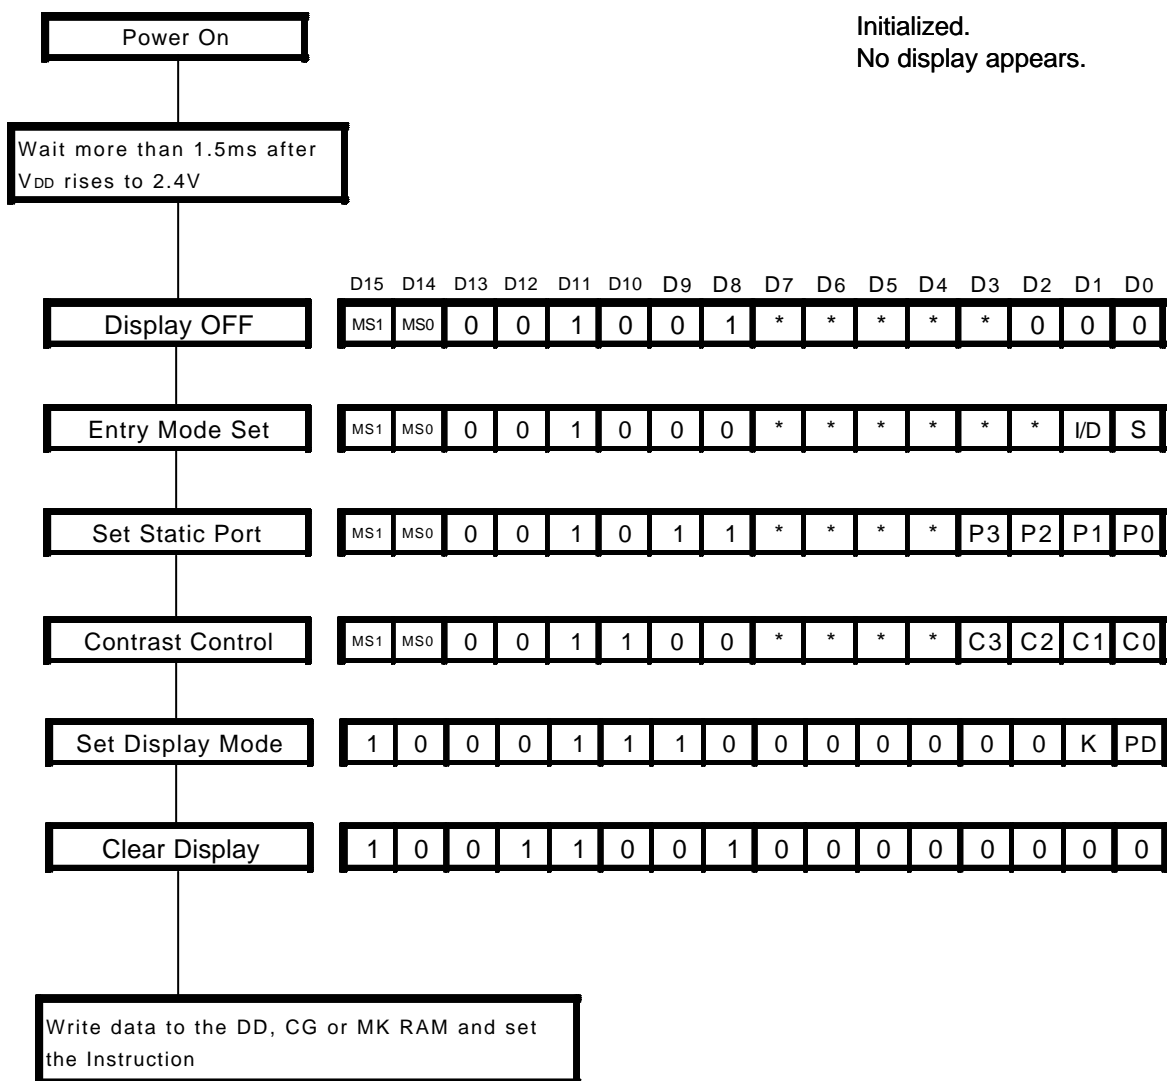 Power On
Initialized.
No display appears.
Wait more than 1.5ms after
VDD rises to 2.4V
D15 D14 D13 D12 D11 D10 D9 D8 D7 D6 D5 D4 D3 D2 D1 D0
Display OFF MS1 MS0 0 0 1 0 0 1 * * * * * 0 0 0
Entry Mode Set MS1 MS0 0 0 1 0 0 0 * * * * * * I/D S
Set Static Port MS1 MS0 0 0 1 0 1 1 * * * * P3 P2 P1 P0
Contrast Control MS1 MS0 0 0 1 1 0 0 * * * * C3 C2 C1 C0
Set Display Mode 1 0 0 0 1 1 1 0 0 0 0 0 0 0 K PD
Clear Display 1 0 0 1 1 0 0 1 0 0 0 0 0 0 0 0
Write data to the DD, CG or MK RAM and set
the Instruction